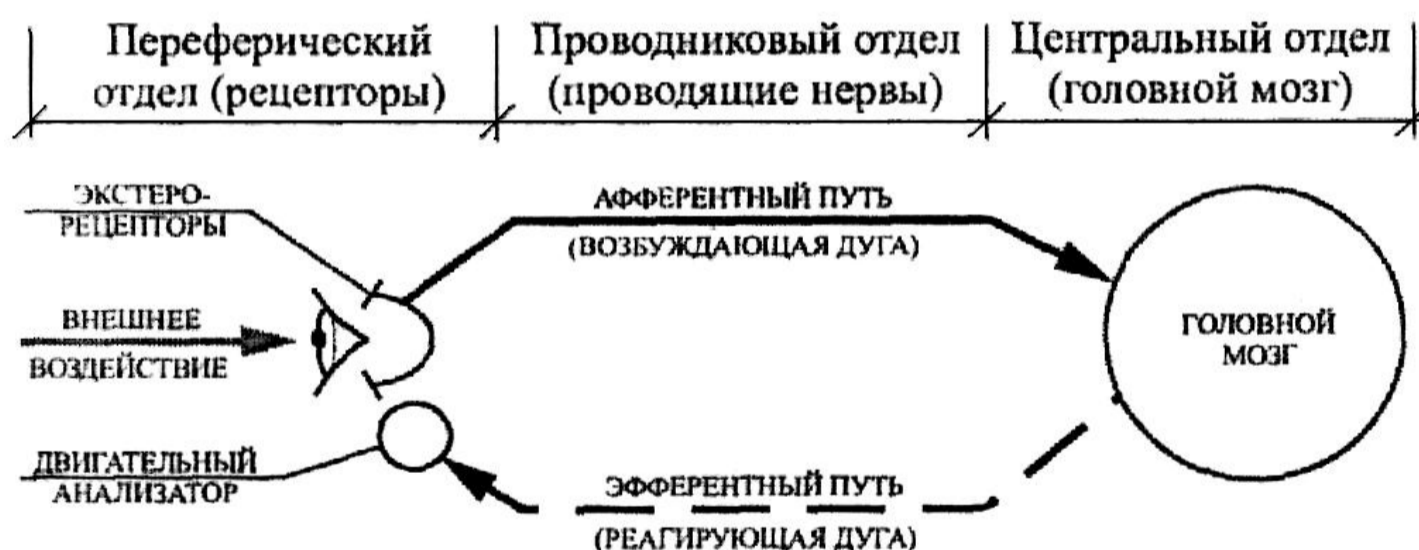 Переферический
отдел (рецепторы)
Проводниковый отдел
(проводящие нервы)
Центральный отдел
(головной мозг)
ЭКСТЕРО-
РЕЦЕПТОРЫ
АФФЕРЕНТНЫЙ ПУТЬ
(ВОЗБУЖДАЮЩАЯ ДУГА)
ВНЕШНЕЕ
ВОЗДЕЙСТВИЕ
ГОЛОВНОЙ
МОЗГ
ДВИГАТЕЛЬНЫЙ
АНАЛИЗАТОР
ЭФФЕРЕНТНЫЙ ПУТЬ
(РЕАГИРУЮЩАЯ ДУГА)